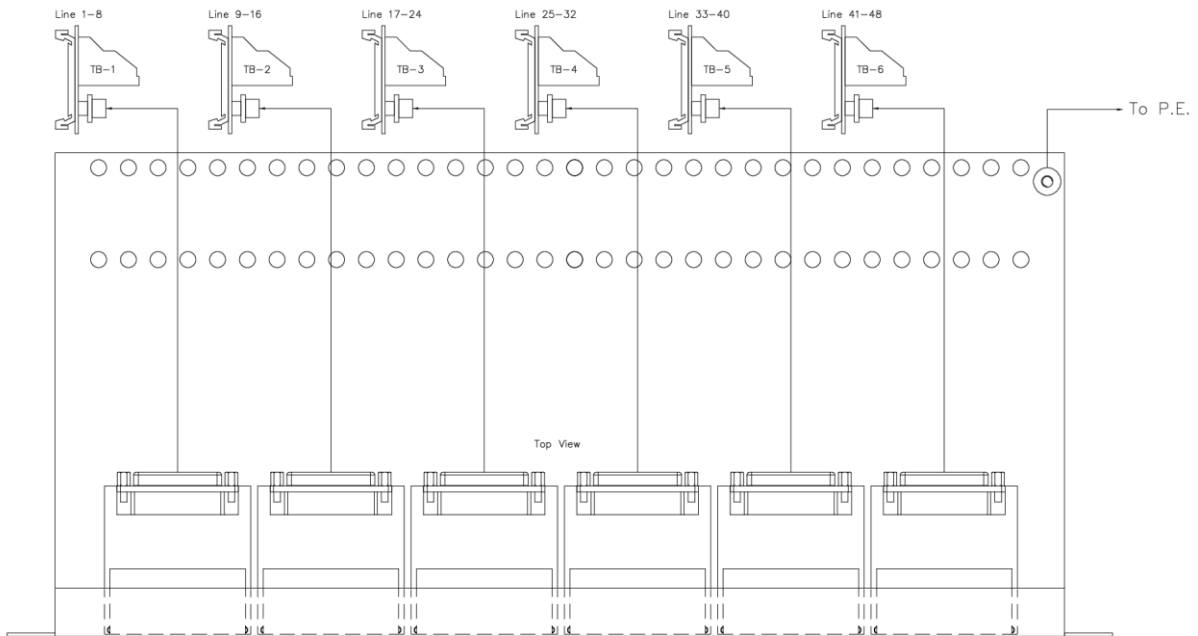 Line 1-8
Line 9-16
Line 17-24
Line 25-32
Line 33-40
Line 41-48
TB-1
TB-2
TB-3
TB-4
TB-5
TB-6
To P.E.
Top View